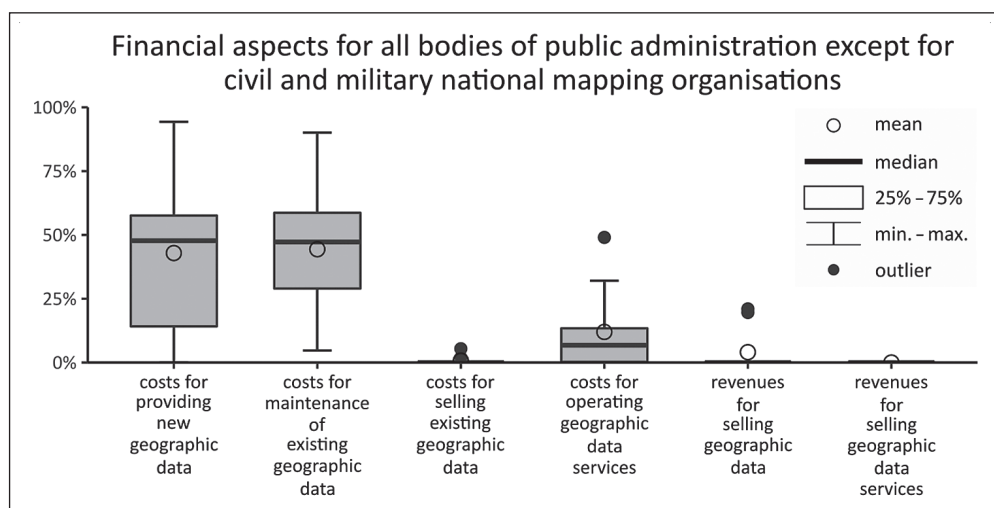 Financial aspects for all bodies of public administration except for
civil and military national mapping organisations
100%
75%
50%
25%
0%
mean
median
25% – 75%
min. – max.
outlier
costs for
providing
new
geographic
data
costs for
maintenance
of
existing
geographic
data
costs for
selling
existing
geographic
data
costs for
operating
geographic
data
services
revenues
for
selling
geographic
data
revenues
for
selling
geographic
data
services